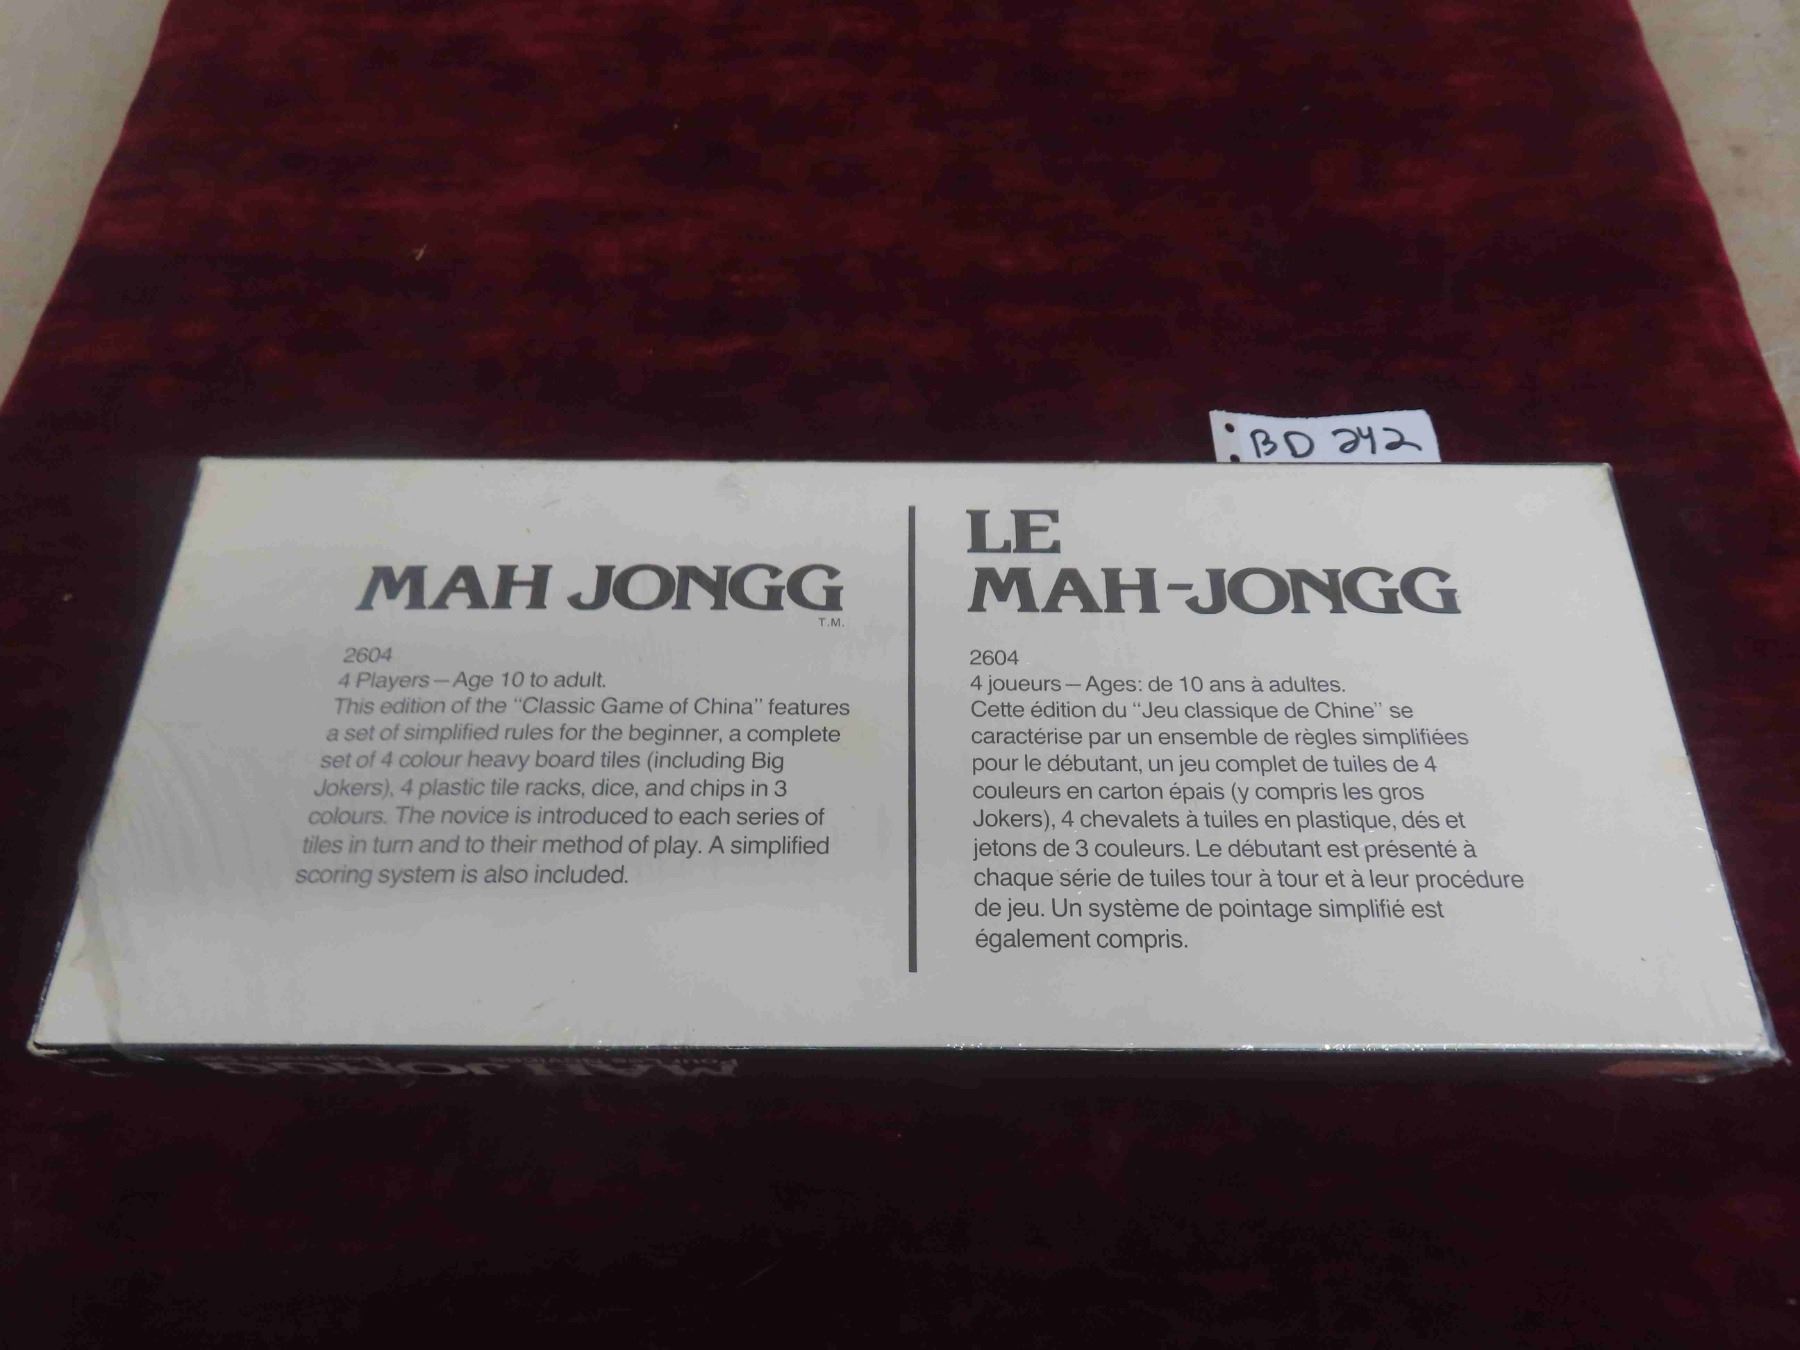 BD 242
MAH JONGG
T.M.
2604
4 Players—Age 10 to adult.
This edition of the "Classic Game of China" features
a set of simplified rules for the beginner, a complete
set of 4 colour heavy board tiles (including Big
Jokers), 4 plastic tile racks, dice, and chips in 3
colours. The novice is introduced to each series of
tiles in turn and to their method of play. A simplified
scoring system is also included.
LE
MAH-JONGG
2604
4 joueurs—Ages: de 10 ans à adultes.
Cette édition du "Jeu classique de Chine" se
caractérise par un ensemble de règles simplifiées
pour le débutant, un jeu complet de tuiles de 4
couleurs en carton épais (y compris les gros
Jokers), 4 chevalets à tuiles en plastique, dés et
jetons de 3 couleurs. Le débutant est présenté à
chaque série de tuiles tour à tour et à leur procédure
de jeu. Un système de pointage simplifié est
également compris.
MAH JONGG